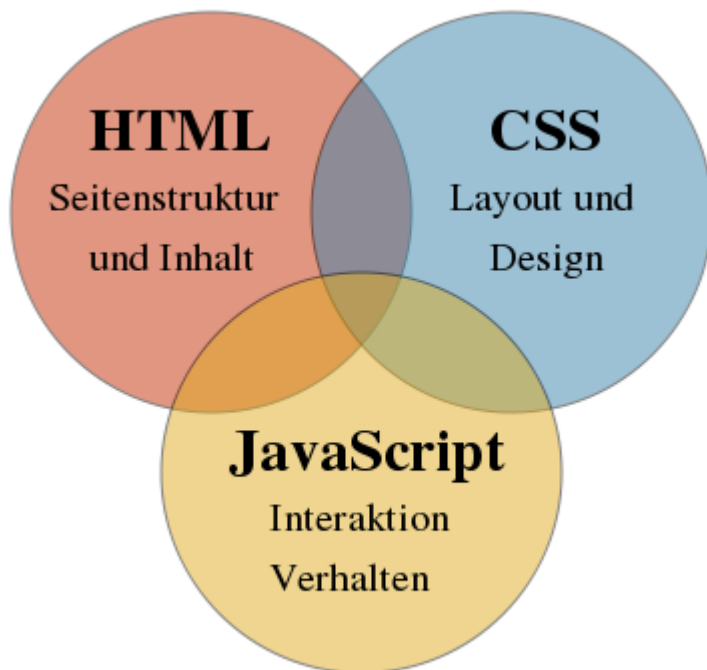 HTML
Seitenstruktur
und Inhalt
CSS
Layout und
Design
JavaScript
Interaktion
Verhalten